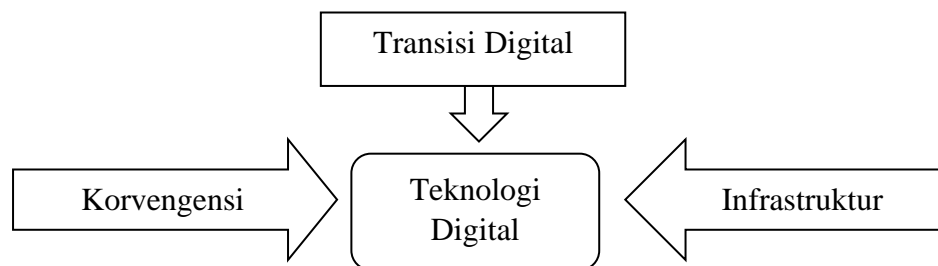 Transisi Digital
Korvengensi
Teknologi
Digital
Infrastruktur